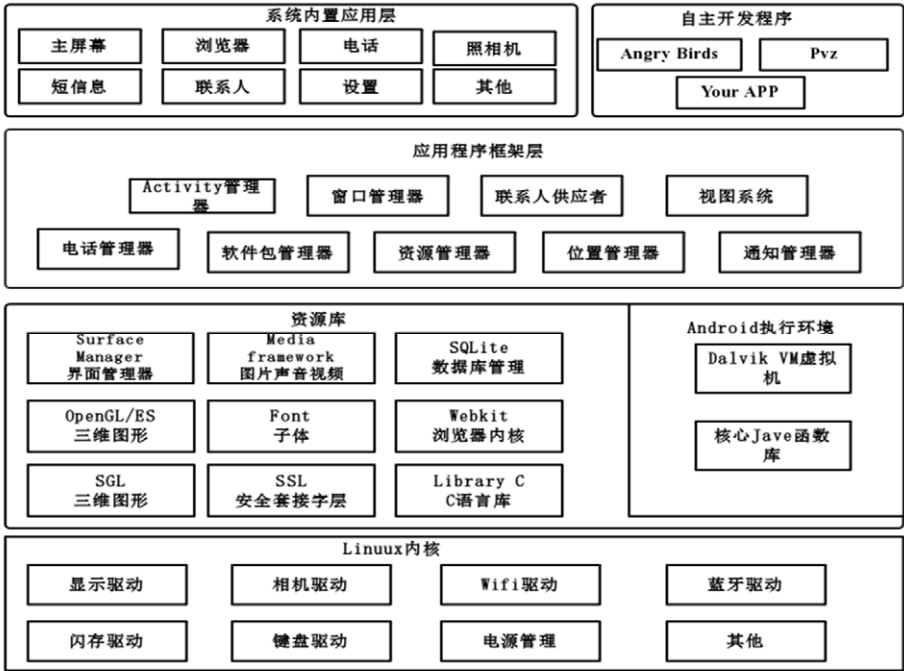 系统内置应用层
主屏幕
浏览器
电话
照相机
短信息
联系人
设置
其他
自主开发程序
Angry Birds
Pvz
Your APP
应用程序框架层
Activity管理
器
窗口管理器
联系人供应者
视图系统
电话管理器
软件包管理器
资源管理器
位置管理器
通知管理器
资源库
Surface
Manager
界面管理器
Media
framework
图片声音视频
SQLite
数据库管理
OpenGL/ES
三维图形
Font
子体
Webkit
浏览器内核
SGL
三维图形
SSL
安全套接字层
Library C
C语言库
Android执行环境
Dalvik VM虚拟
机
核心Jave函数
库
Linuux内核
显示驱动
相机驱动
Wifi驱动
蓝牙驱动
闪存驱动
键盘驱动
电源管理
其他